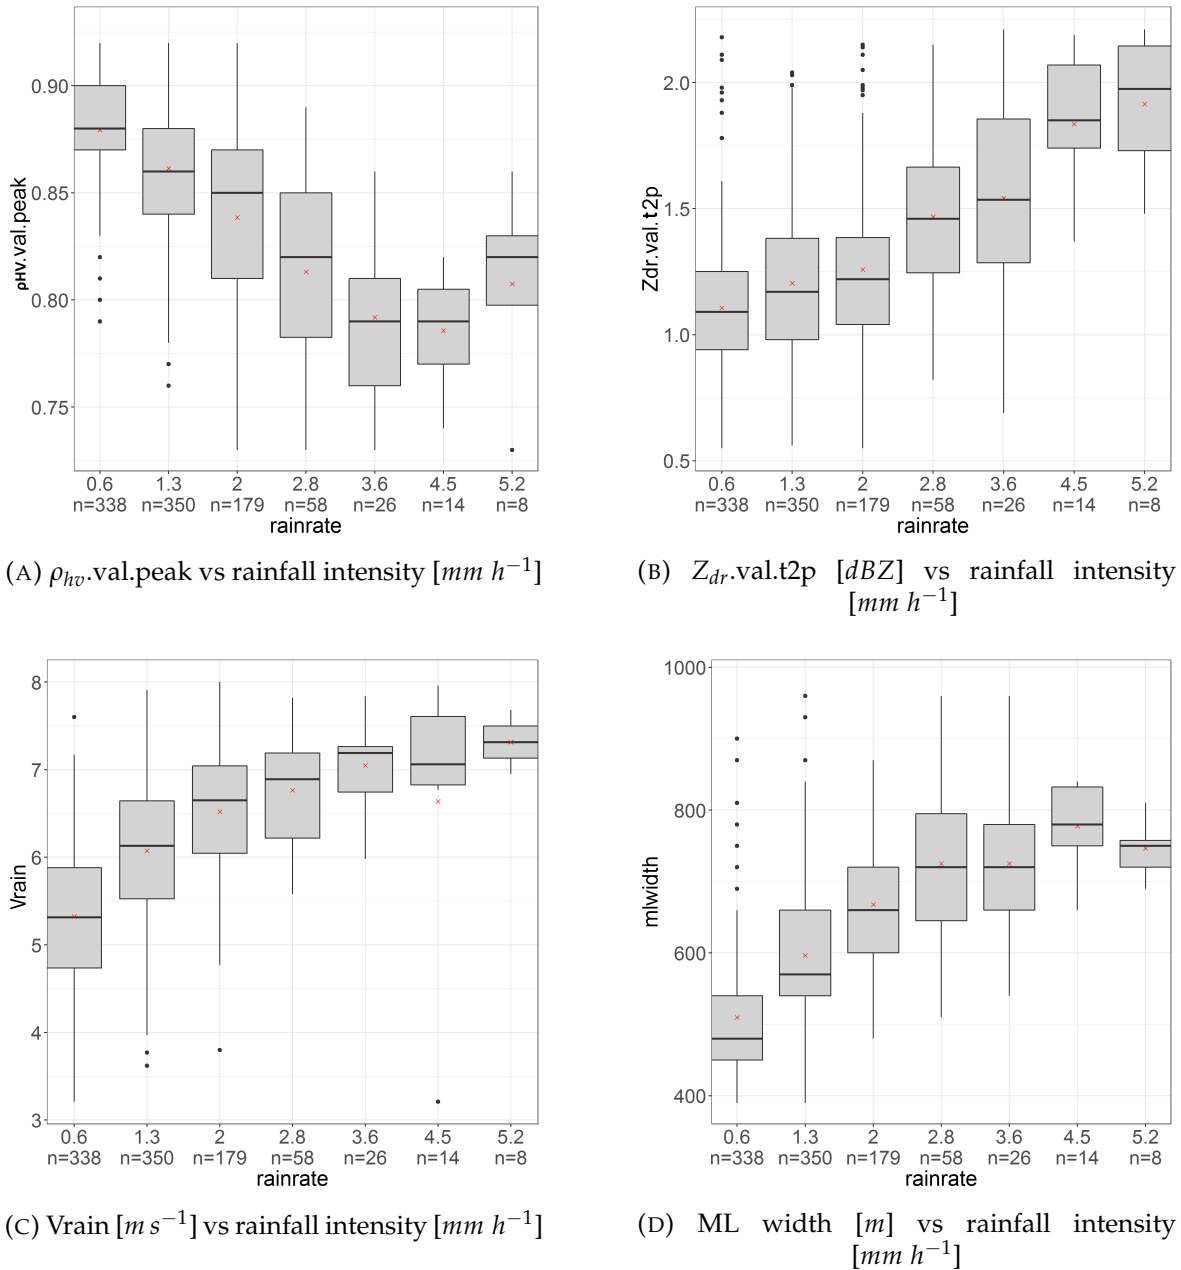 0.90
0.85
0.80
0.75
ρHV.val.peak
0.6 1.3 2 2.8 3.6 4.5 5.2
n=338 n=350 n=179 n=58 n=26 n=14 n=8
rainrate
(A) ρhv.val.peak vs rainfall intensity [mm h−1]
2.0
1.5
1.0
0.5
Zdr.val.t2p
0.6 1.3 2 2.8 3.6 4.5 5.2
n=338 n=350 n=179 n=58 n=26 n=14 n=8
rainrate
(B) Zdr.val.t2p [dBZ] vs rainfall intensity
[mm h−1]
8
7
6
5
4
3
Vrain
0.6 1.3 2 2.8 3.6 4.5 5.2
n=338 n=350 n=179 n=58 n=26 n=14 n=8
rainrate
(C) Vrain [m s−1] vs rainfall intensity [mm h−1]
1000
800
600
400
mlwidth
0.6 1.3 2 2.8 3.6 4.5 5.2
n=338 n=350 n=179 n=58 n=26 n=14 n=8
rainrate
(D) ML width [m] vs rainfall intensity
[mm h−1]